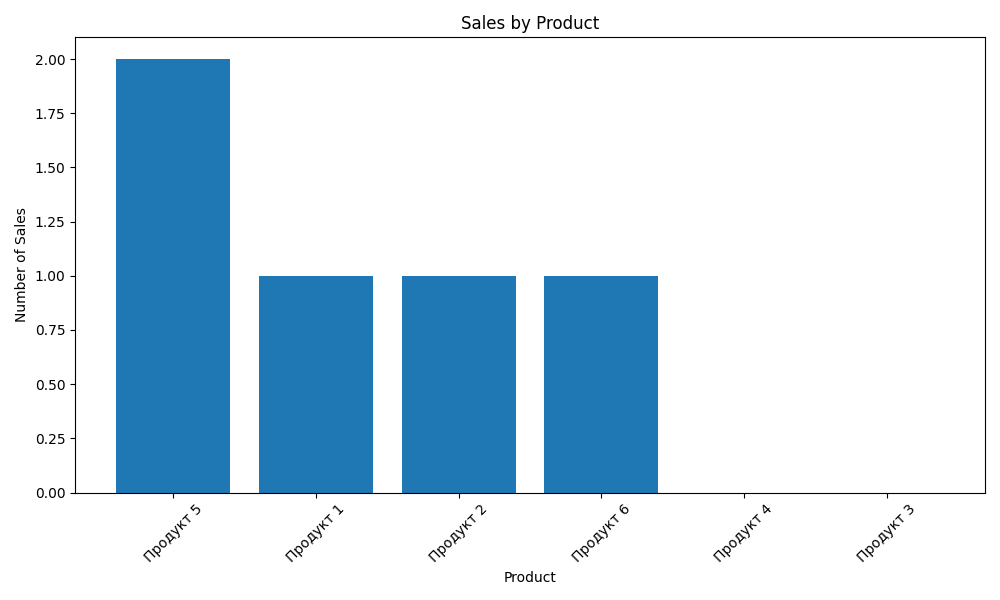 Sales by Product
Number of Sales
2.00
1.75
1.50
1.25
1.00
0.75
0.50
0.25
0.00
Продукт 5
Продукт 1
Продукт 2
Продукт 6
Продукт 4
Продукт 3
Product